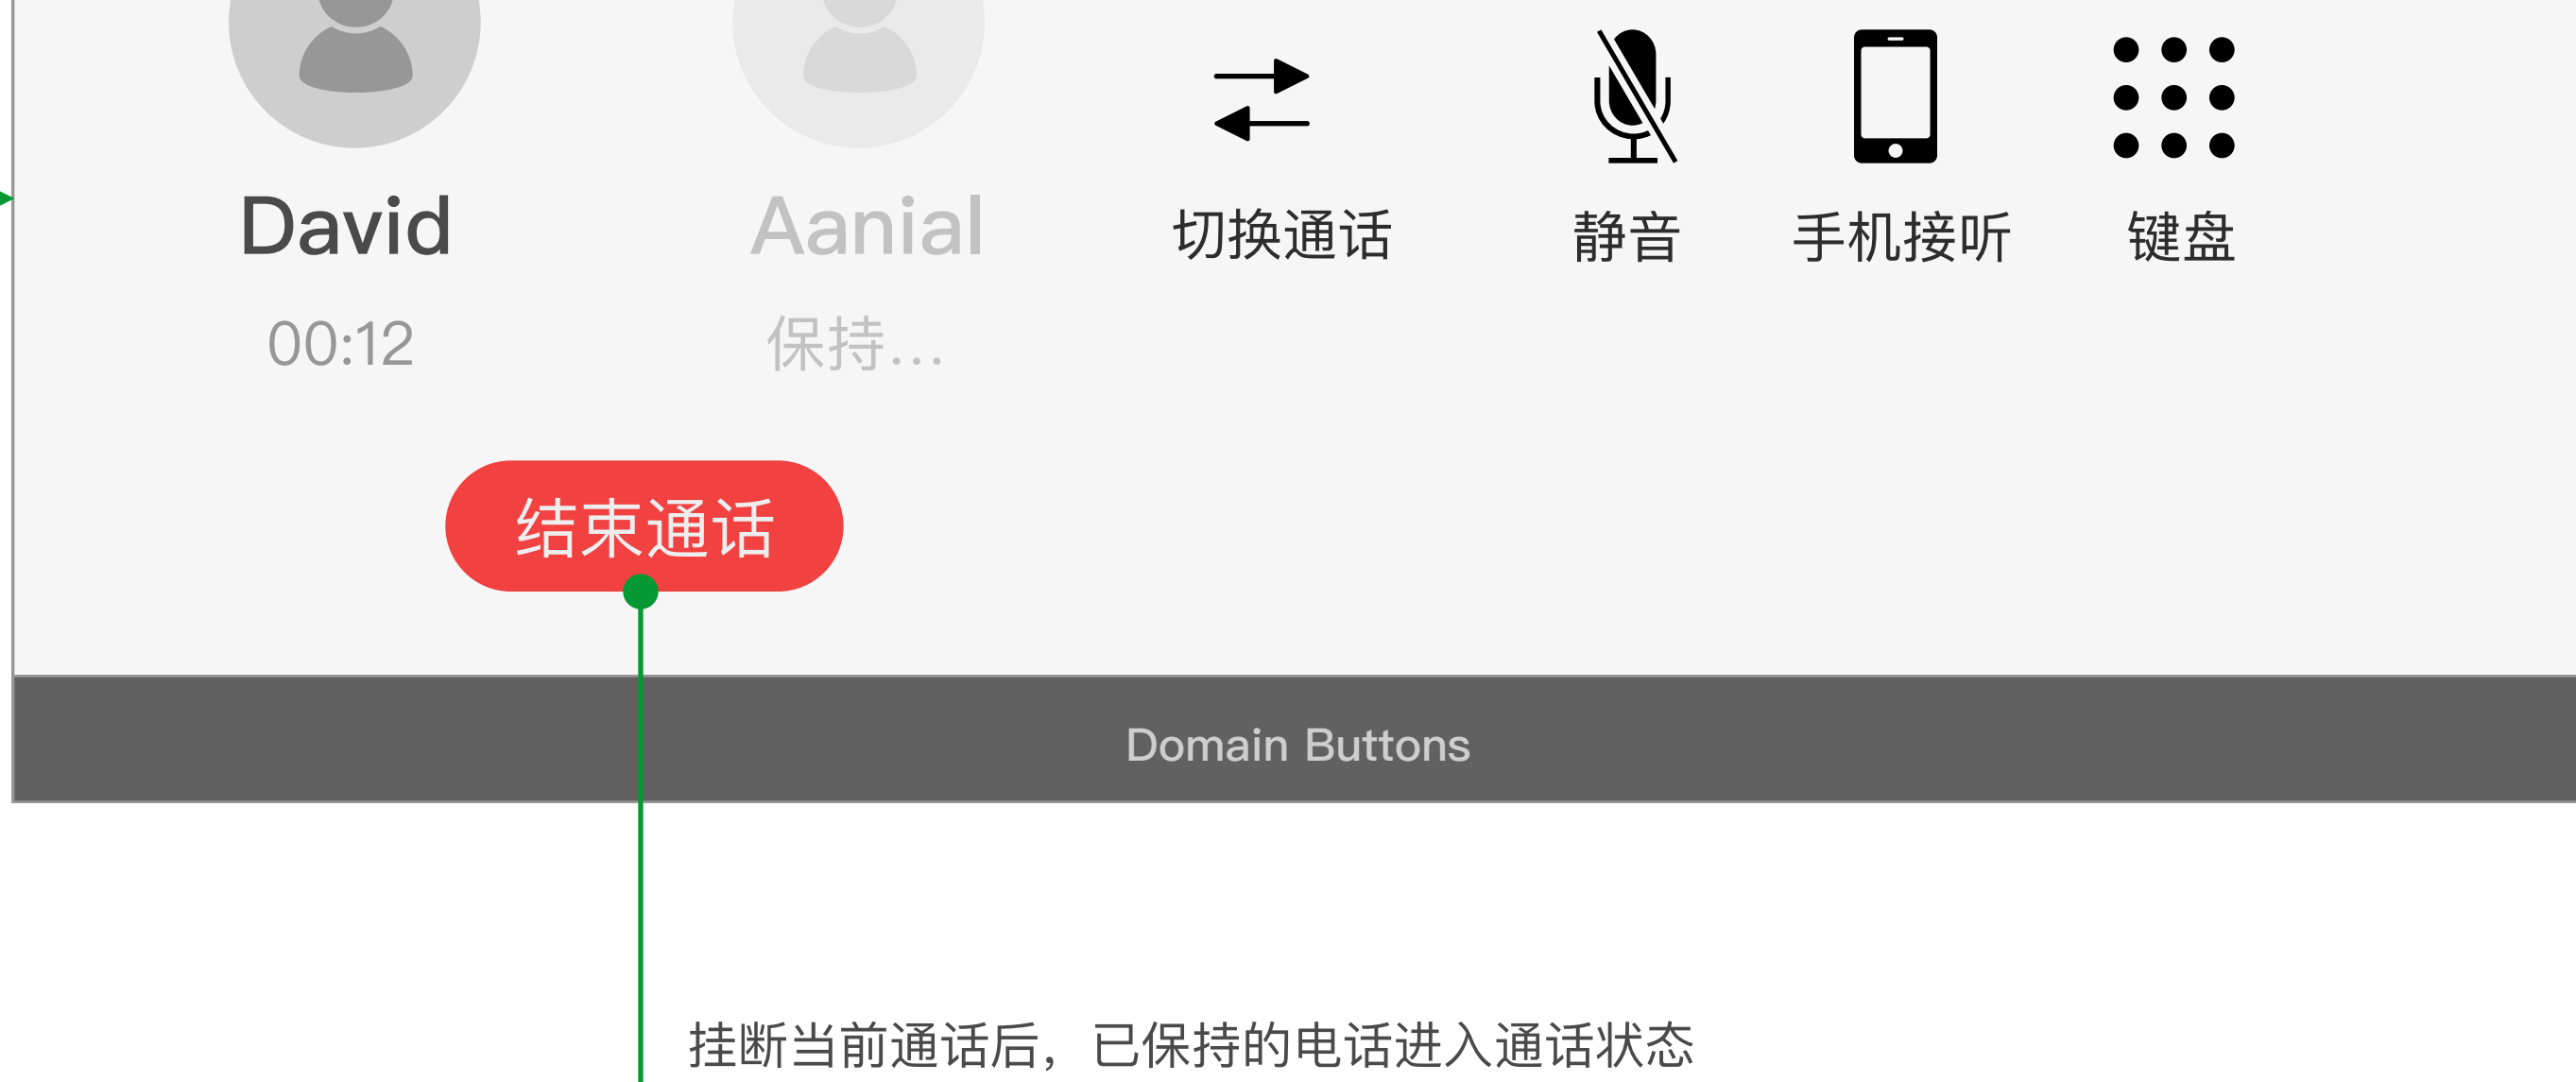 David
Aanial
切换通话
静音
手机接听
键盘
00:12
保持...
结束通话
Domain Buttons
挂断当前通话后，已保持的电话进入通话状态